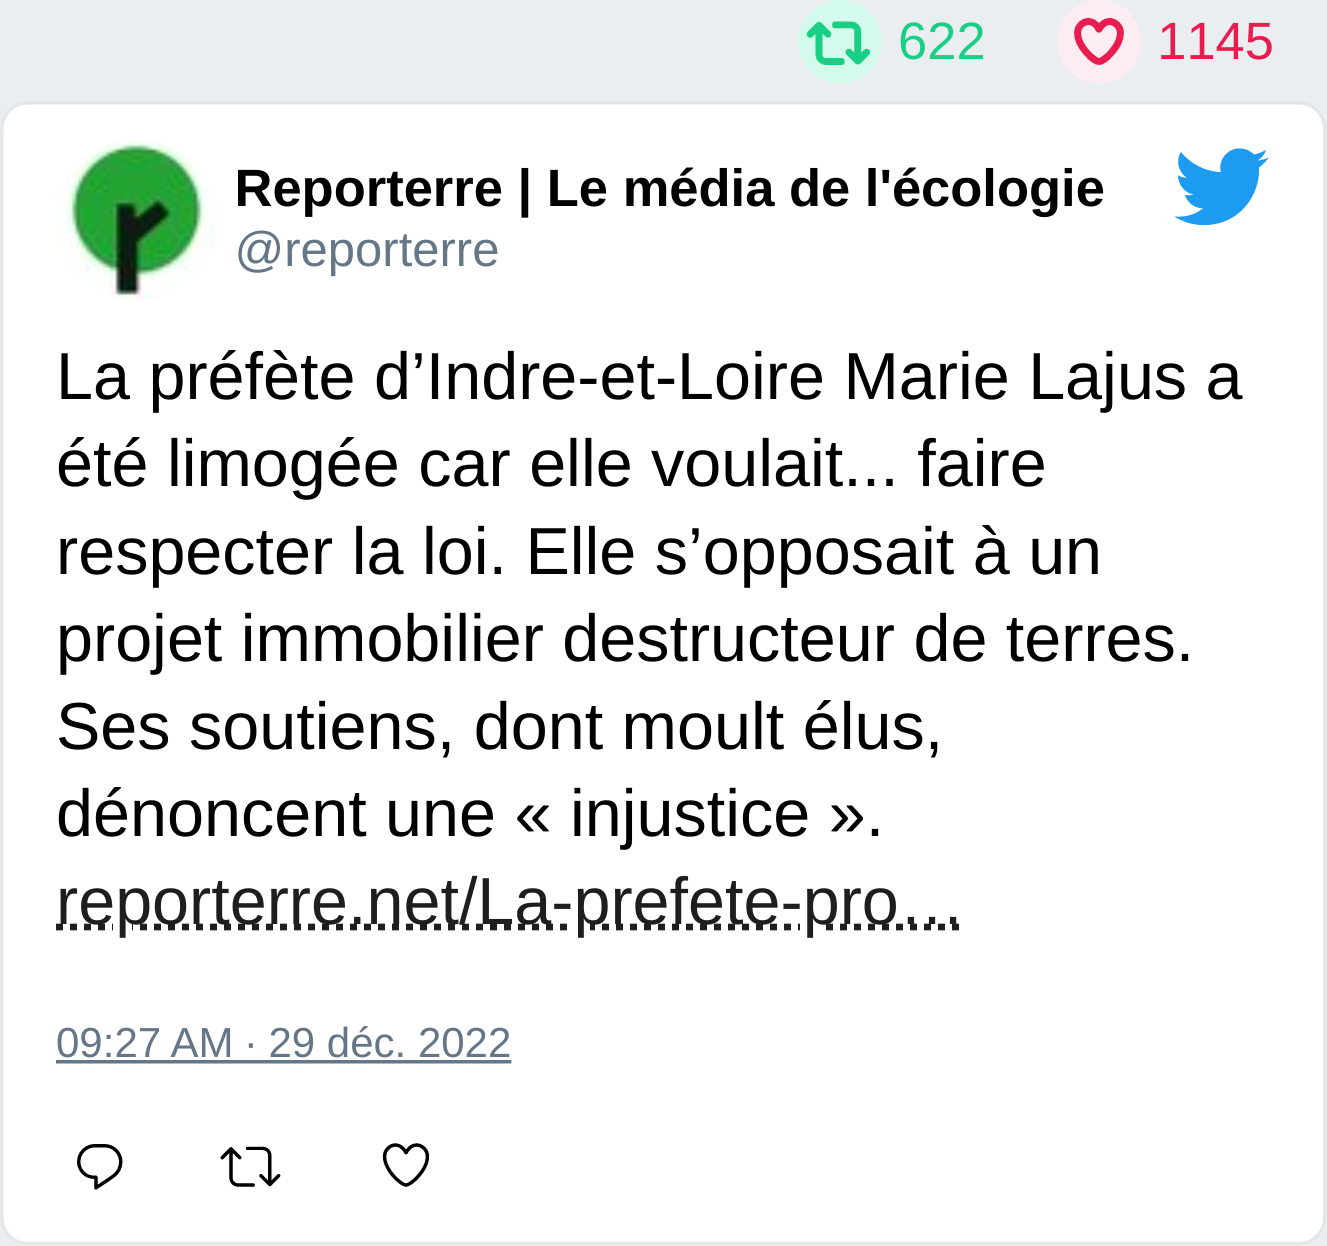 622 1145
Reporterre | Le média de l'écologie
@reporterre
La préfète d’Indre-et-Loire Marie Lajus a
été limogée car elle voulait... faire
respecter la loi. Elle s’opposait à un
projet immobilier destructeur de terres.
Ses soutiens, dont moult élus,
dénoncent une « injustice ».
reporterre.net/La-prefete-pro…
09:27 AM · 29 déc. 2022